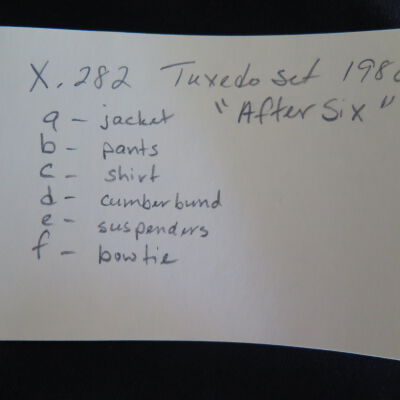 X. 282 Tuxedo set 198
"After Six"
a - jacket
b - pants
c - shirt
d - cumberbund
e - suspenders
f - bowtie